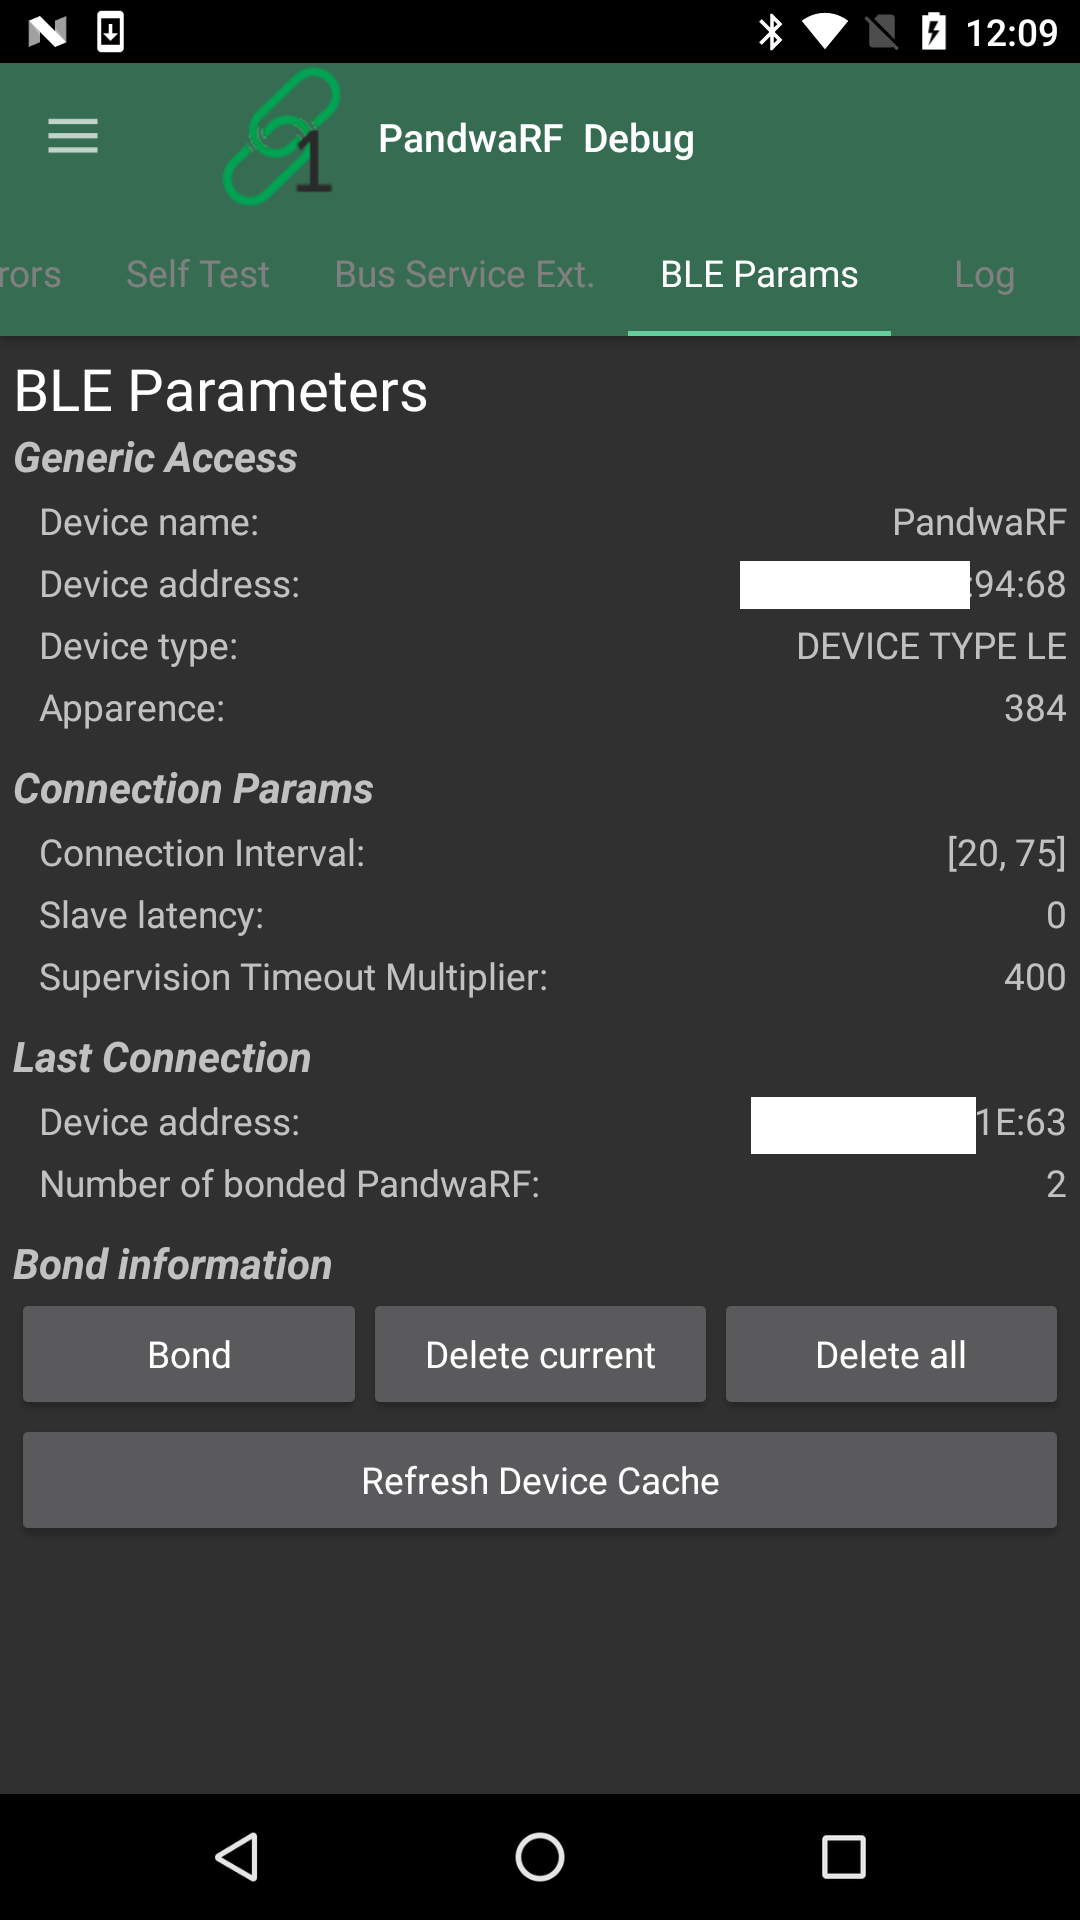 12:09
1
PandwaRF Debug
rors Self Test Bus Service Ext. BLE Params Log
BLE Parameters
Generic Access
Device name: PandwaRF
Device address: :94:68
Device type: DEVICE TYPE LE
Apparence: 384
Connection Params
Connection Interval: [20, 75]
Slave latency: 0
Supervision Timeout Multiplier: 400
Last Connection
Device address: 1E:63
Number of bonded PandwaRF: 2
Bond information
Bond Delete current Delete all
Refresh Device Cache